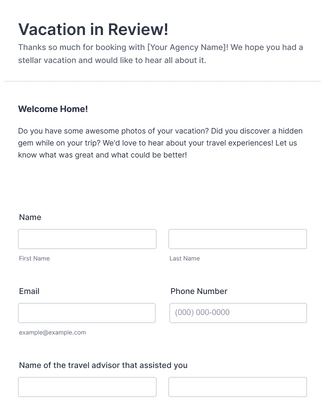 Vacation in Review!
Thanks so much for booking with [Your Agency Name]! We hope you had a
stellar vacation and would like to hear all about it.
Welcome Home!
Do you have some awesome photos of your vacation? Did you discover a hidden
gem while on your trip? We'd love to hear about your travel experiences! Let us
know what was great and what could be better!
Name
First Name
Last Name
Email
Phone Number
(000) 000-0000
example@example.com
Name of the travel advisor that assisted you